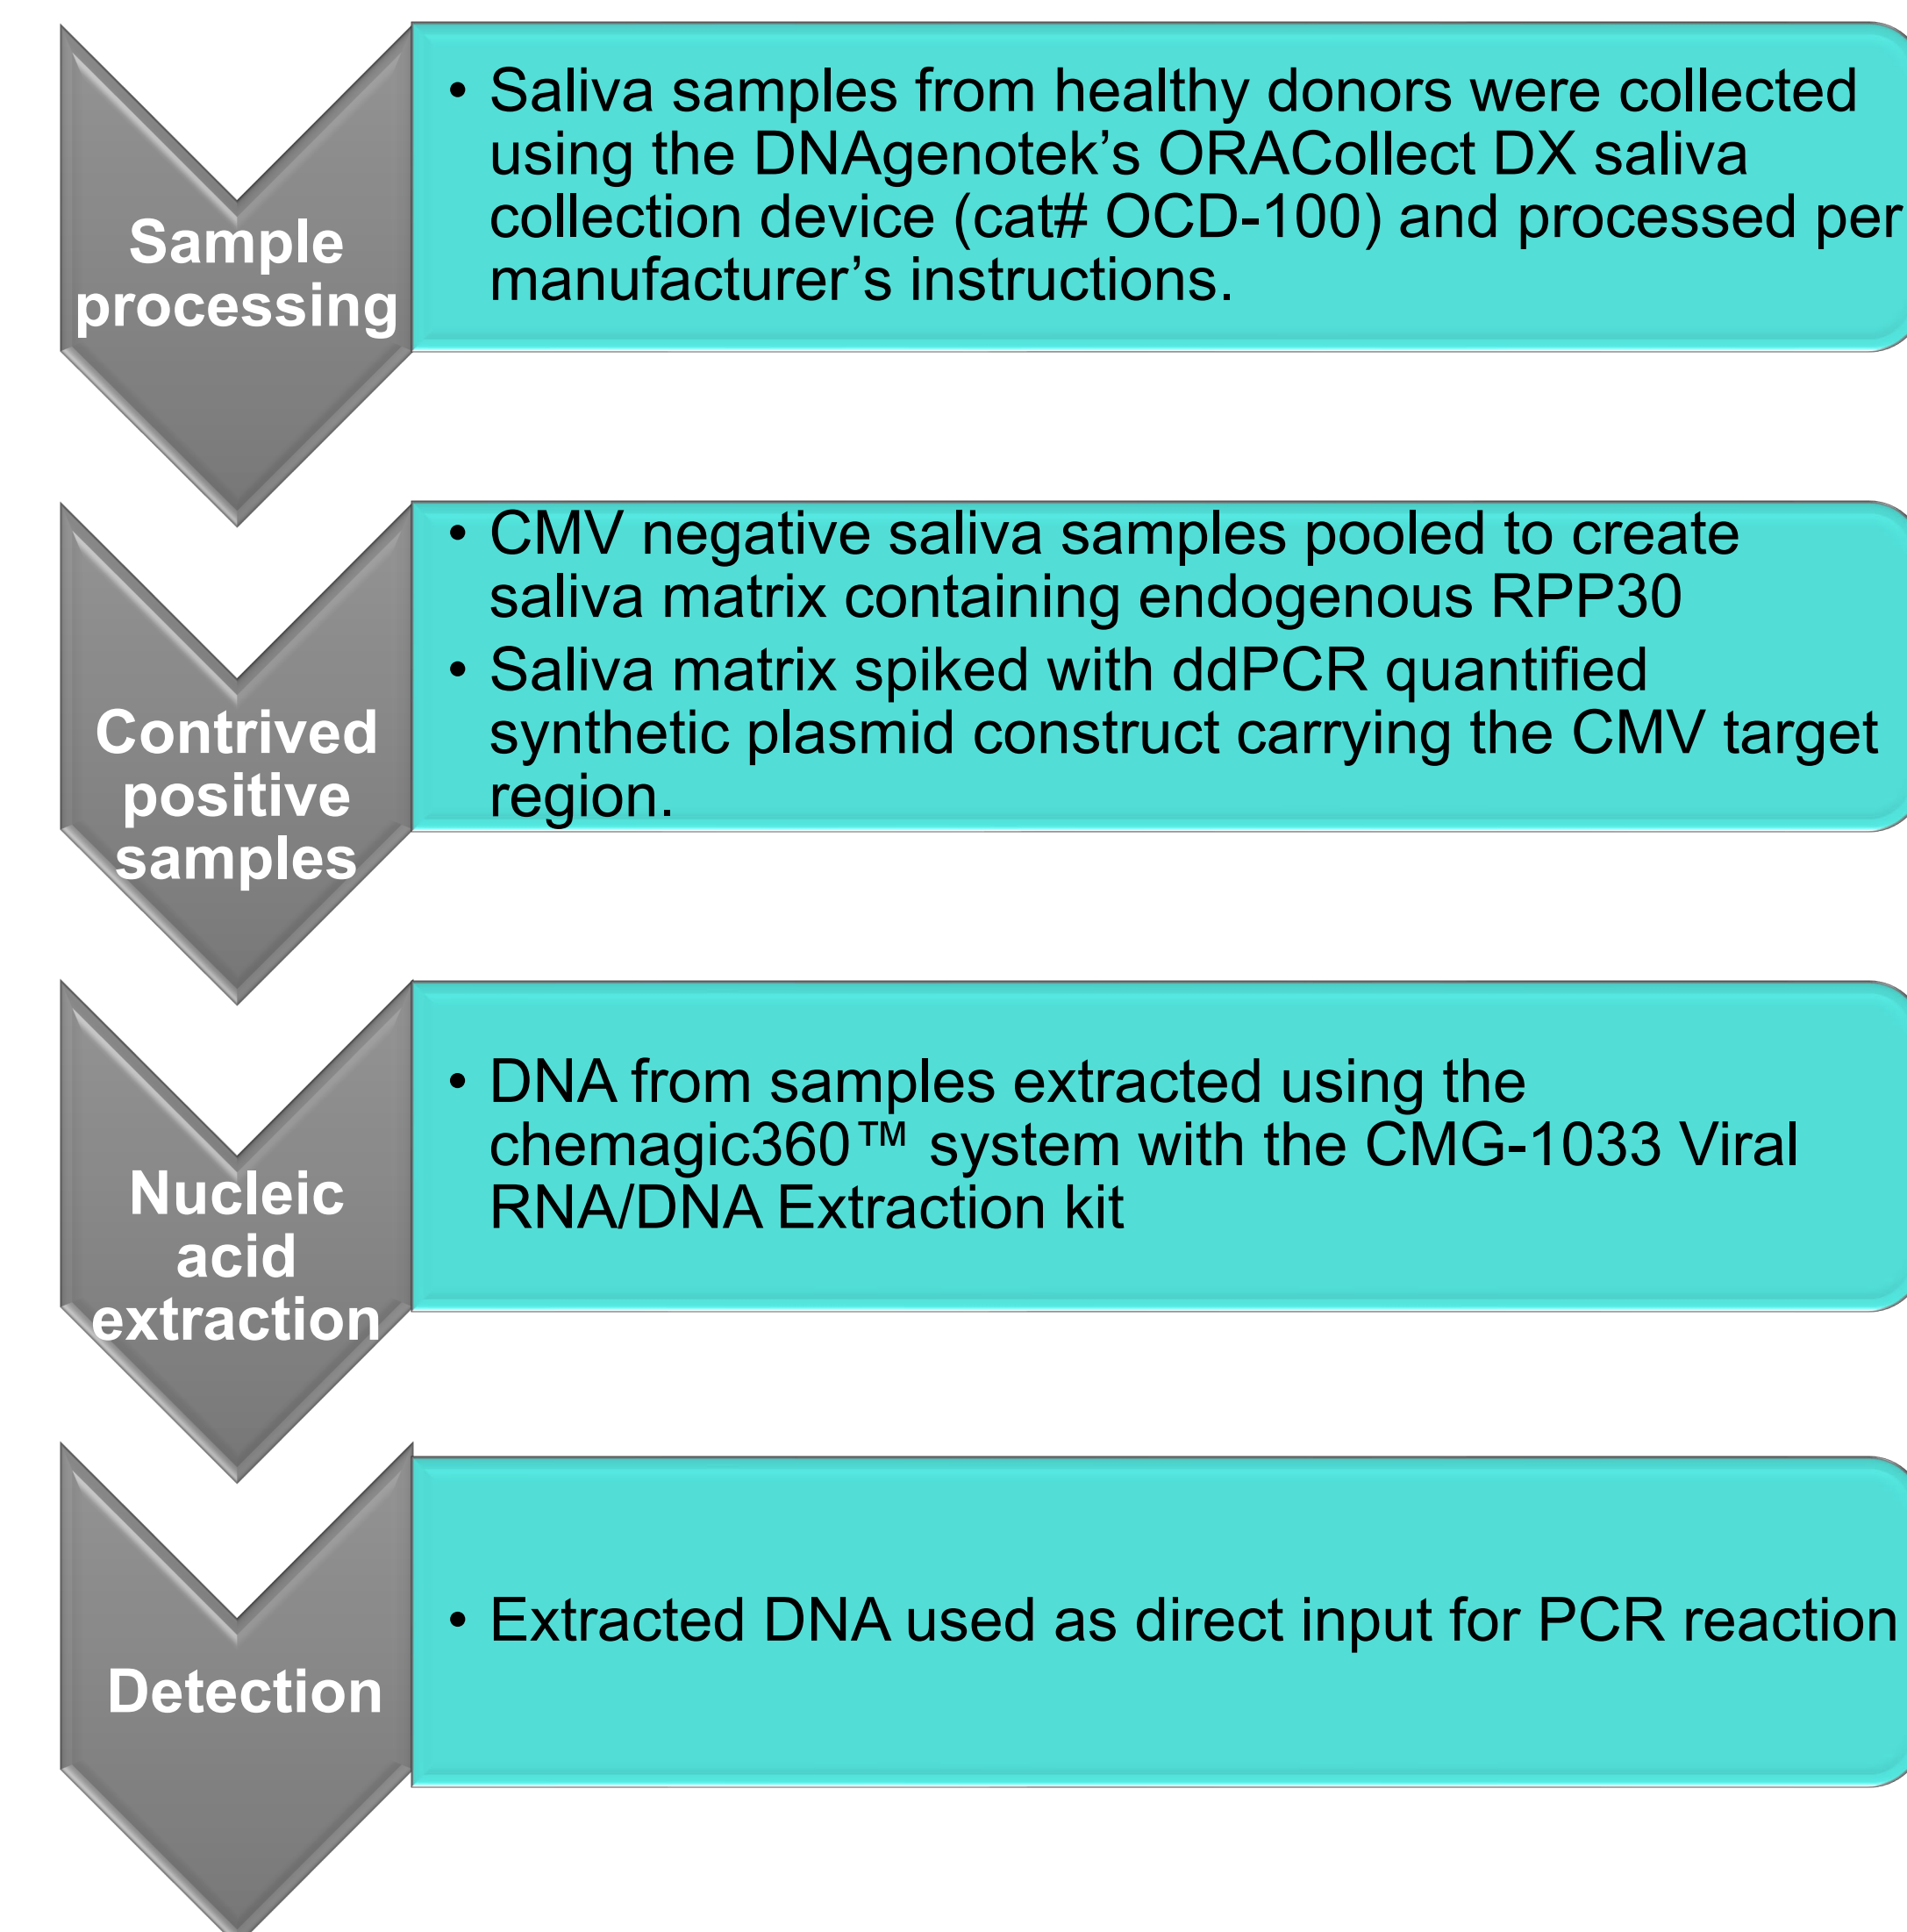 Sample
processing
• Saliva samples from healthy donors were collected
using the DNAgenotek’s ORACollect DX saliva
collection device (cat# OCD-100) and processed per
manufacturer’s instructions.
Contrived
positive
samples
• CMV negative saliva samples pooled to create
saliva matrix containing endogenous RPP30
• Saliva matrix spiked with ddPCR quantified
synthetic plasmid construct carrying the CMV target
region.
Nucleic
acid
extraction
• DNA from samples extracted using the
chemagic360™ system with the CMG-1033 Viral
RNA/DNA Extraction kit
Detection
• Extracted DNA used as direct input for PCR reaction